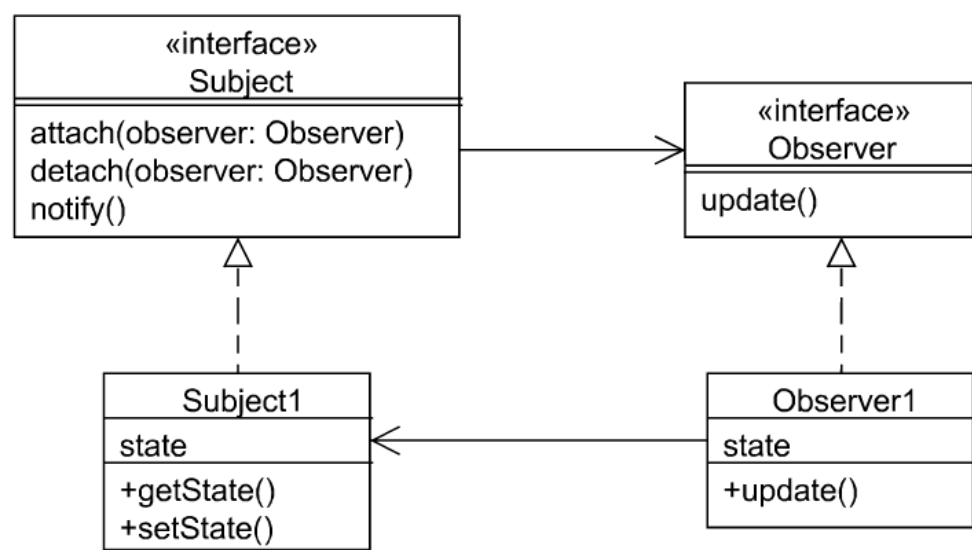 «interface»
Subject
attach(observer: Observer)
detach(observer: Observer)
notify()
«interface»
Observer
update()
Subject1
state
+getState()
+setState()
Observer1
state
+update()